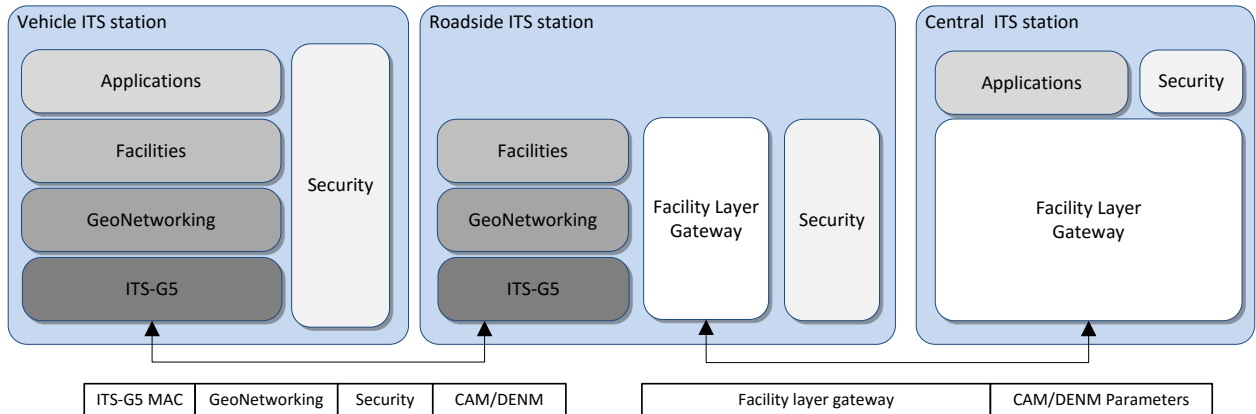 Vehicle ITS station
Applications
Facilities
GeoNetworking
ITS-G5
Security
Roadside ITS station
Facilities
GeoNetworking
ITS-G5
Facility Layer
Gateway
Security
Central ITS station
Applications
Security
Facility Layer
Gateway
ITS-G5 MAC GeoNetworking Security CAM/DENM
Facility layer gateway CAM/DENM Parameters